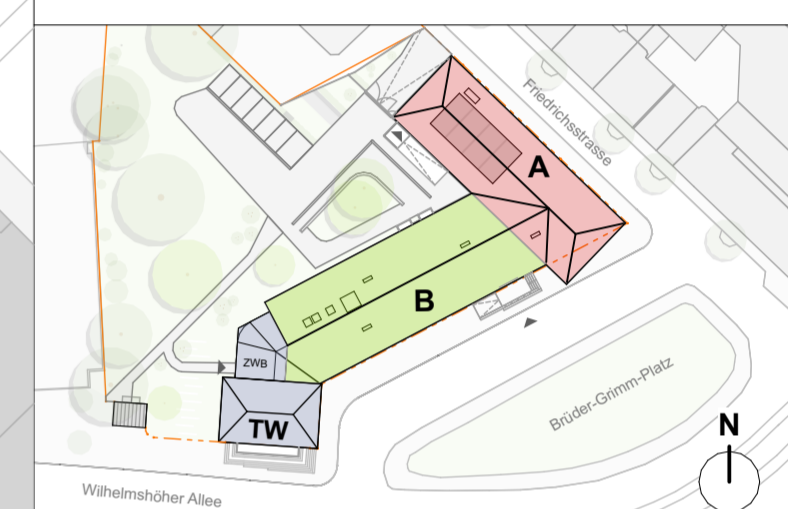 Friedrichsstrasse
A
B
ZWB
TW
Brüder-Grimm-Platz
N
Wilhelmshöher Allee